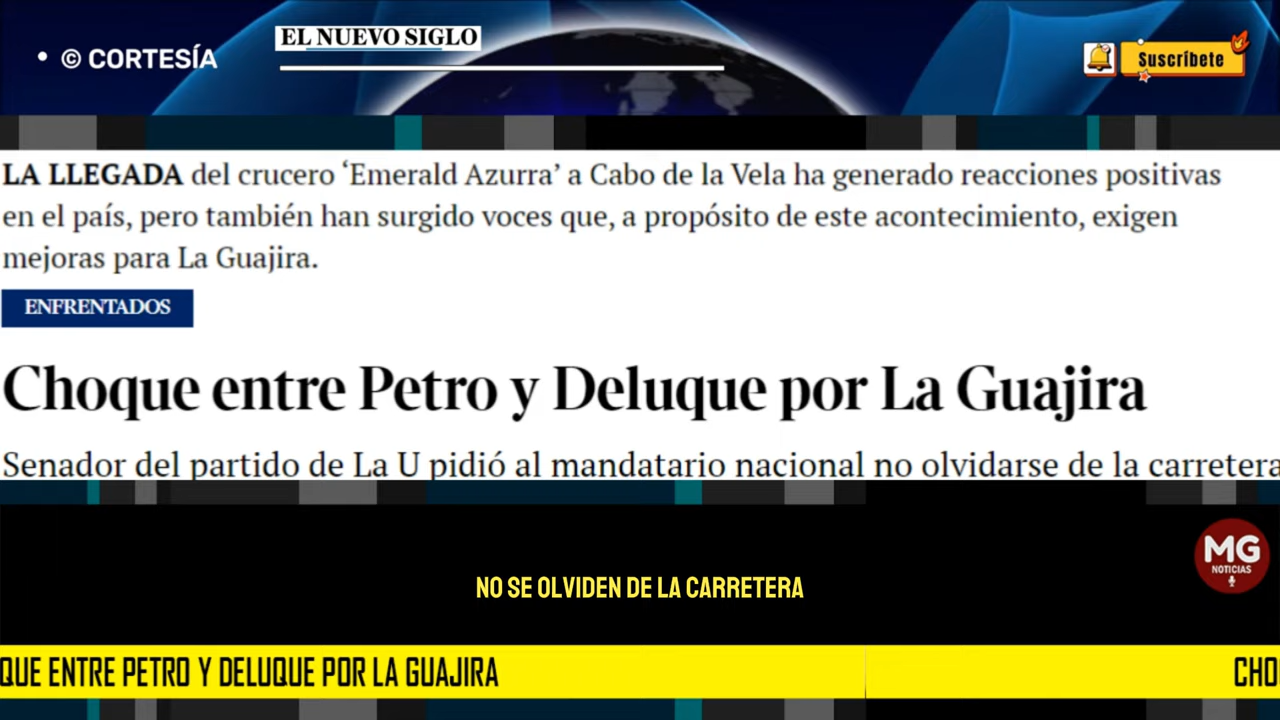 • © CORTESÍA
EL NUEVO SIGLO
Suscríbete
LA LLEGADA del crucero ‘Emerald Azurra’ a Cabo de la Vela ha generado reacciones positivas
en el país, pero también han surgido voces que, a propósito de este acontecimiento, exigen
mejoras para La Guajira.
ENFRENTADOS
Choque entre Petro y Deluque por La Guajira
Senador del partido de La U pidió al mandatario nacional no olvidarse de la carretera
MG
NOTICIAS
NO SE OLVIDEN DE LA CARRETERA
QUE ENTRE PETRO Y DELUQUE POR LA GUAJIRA
CHO